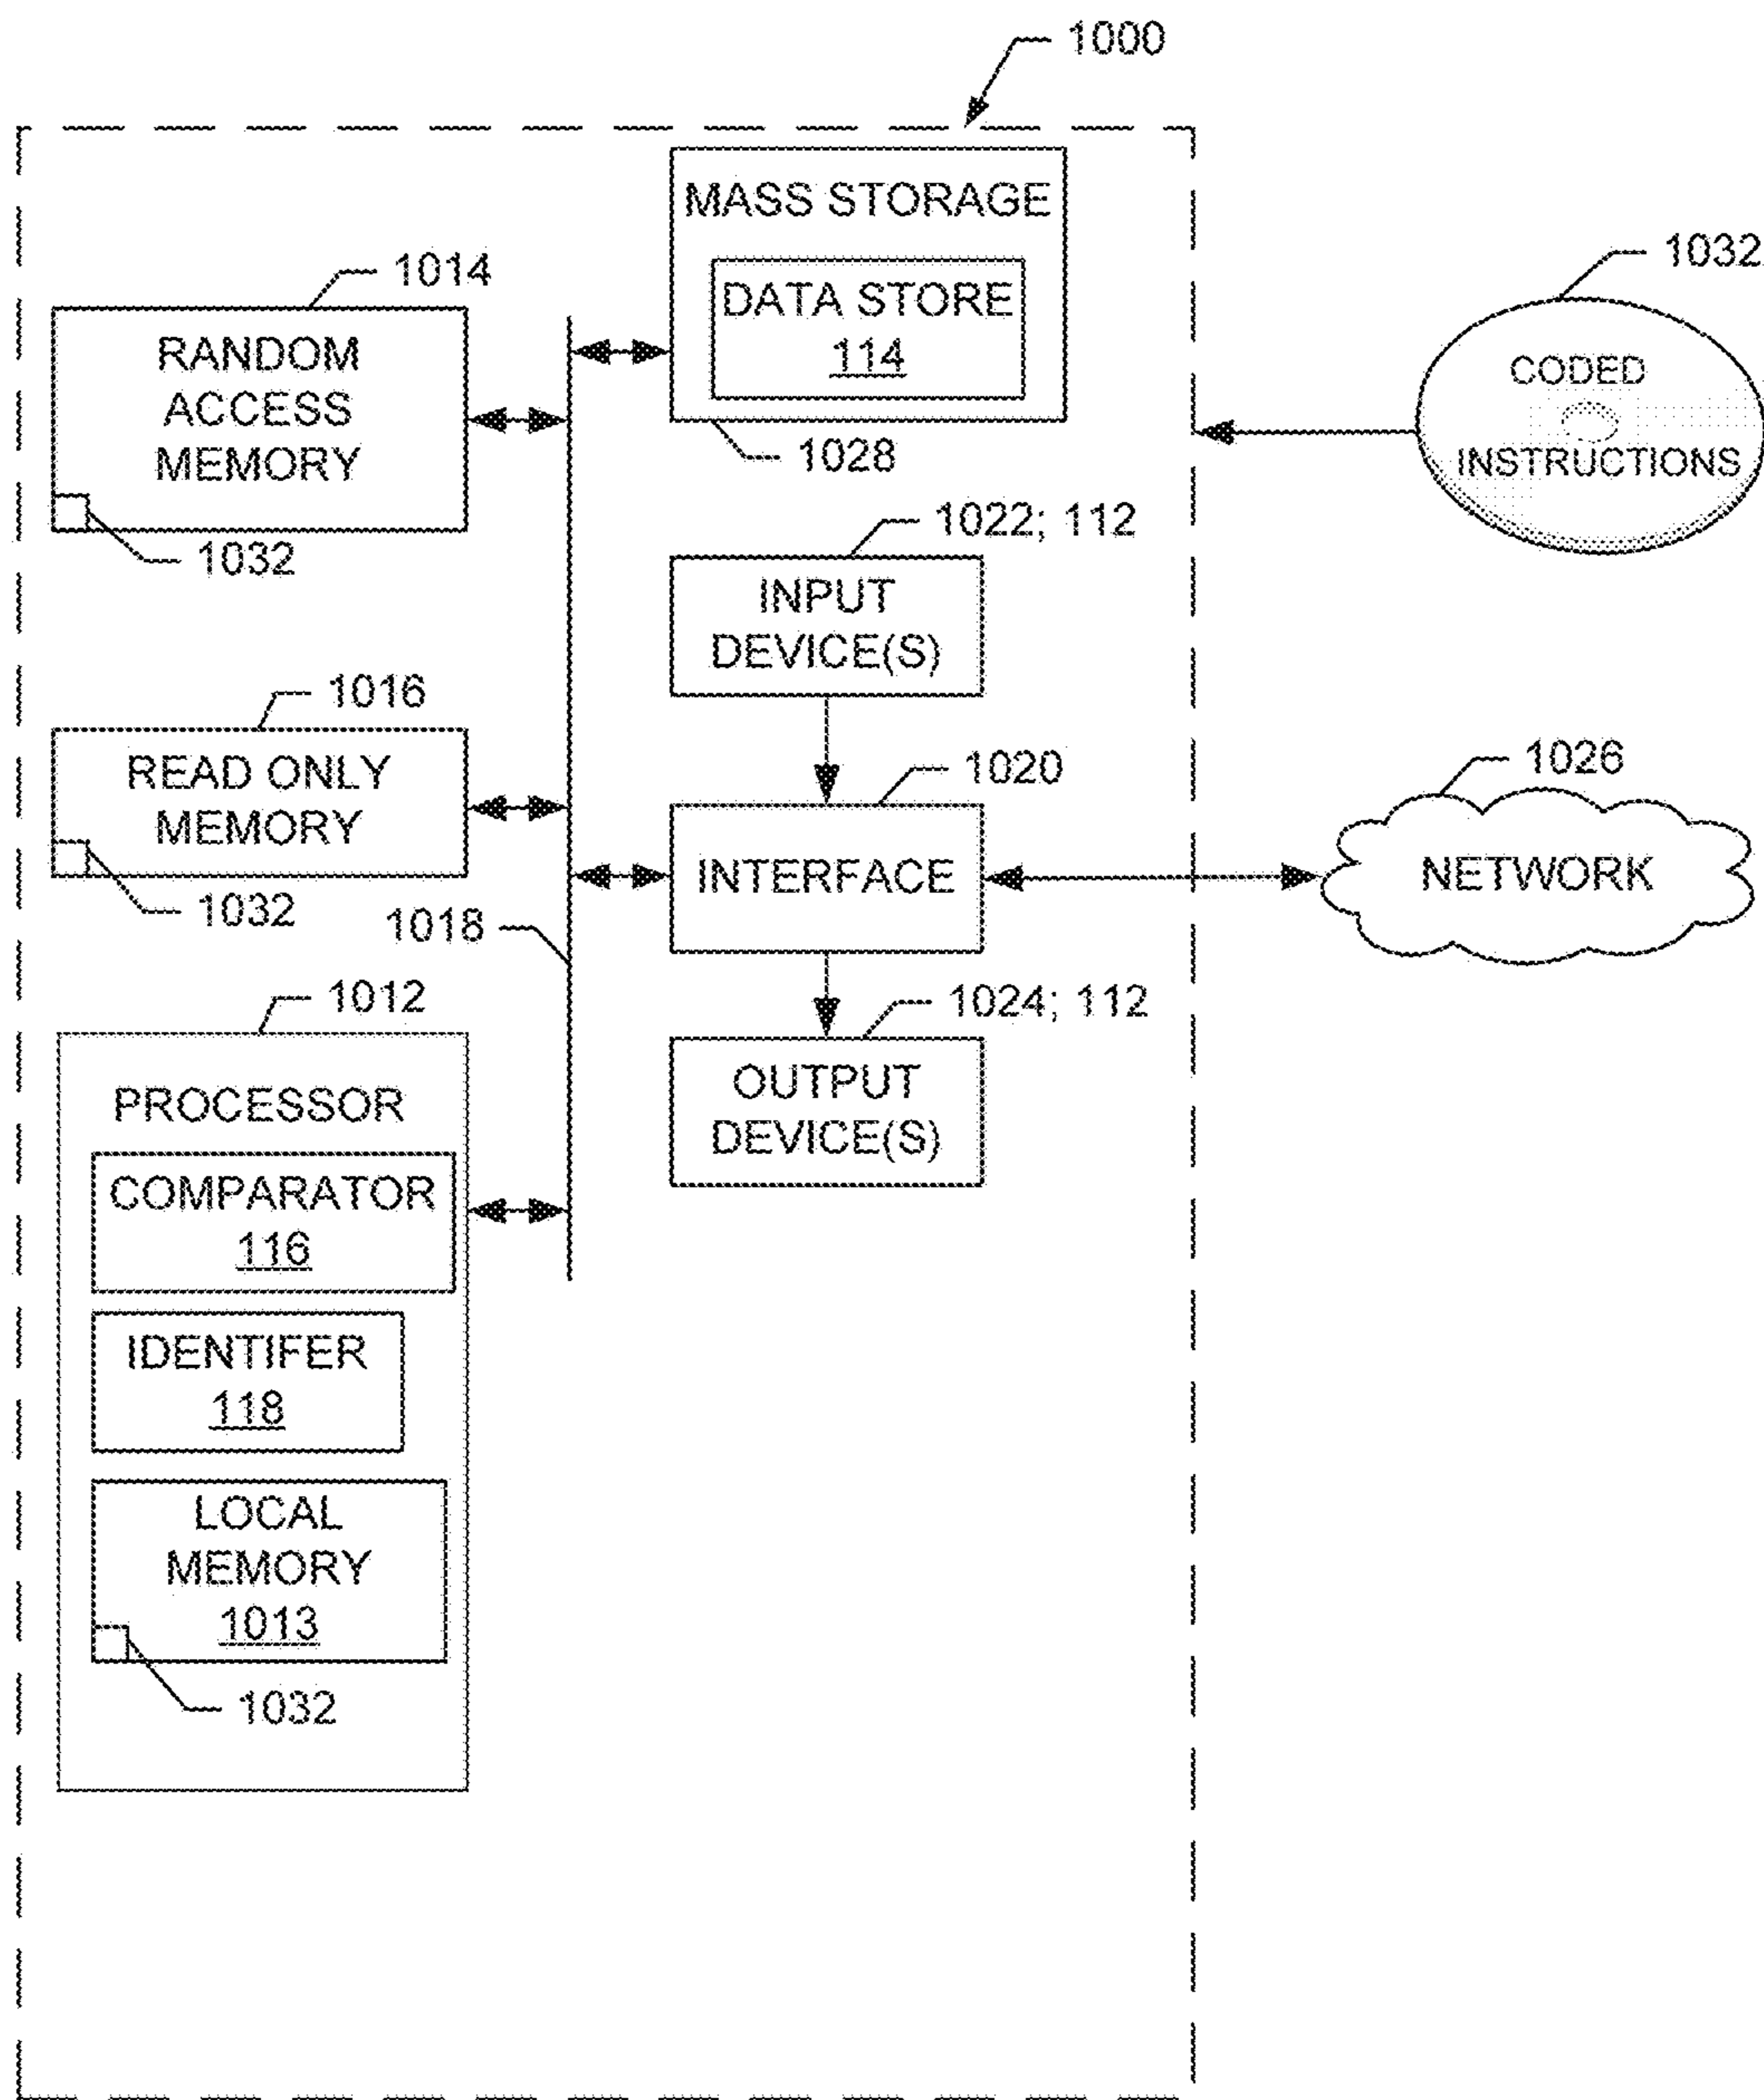 1000
MASS STORAGE
DATA STORE
114
1028
1014
RANDOM
ACCESS
MEMORY
1032
1032
CODED
INSTRUCTIONS
1022; 112
INPUT
DEVICE(S)
1016
READ ONLY
MEMORY
1032
1020
INTERFACE
1026
NETWORK
1018
1024; 112
OUTPUT
DEVICE(S)
1012
PROCESSOR
COMPARATOR
116
IDENTIFER
118
LOCAL
MEMORY
1013
1032